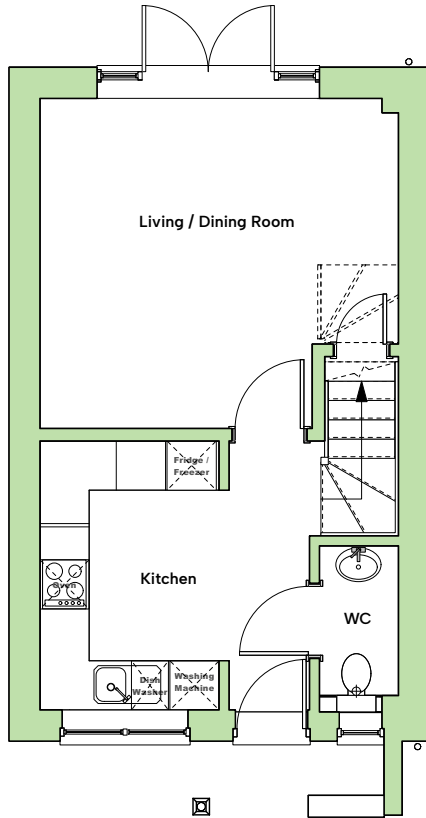 Living / Dining Room
Fridge /
Freezer
Oven
Kitchen
WC
Dish
Washer
Washing
Machine